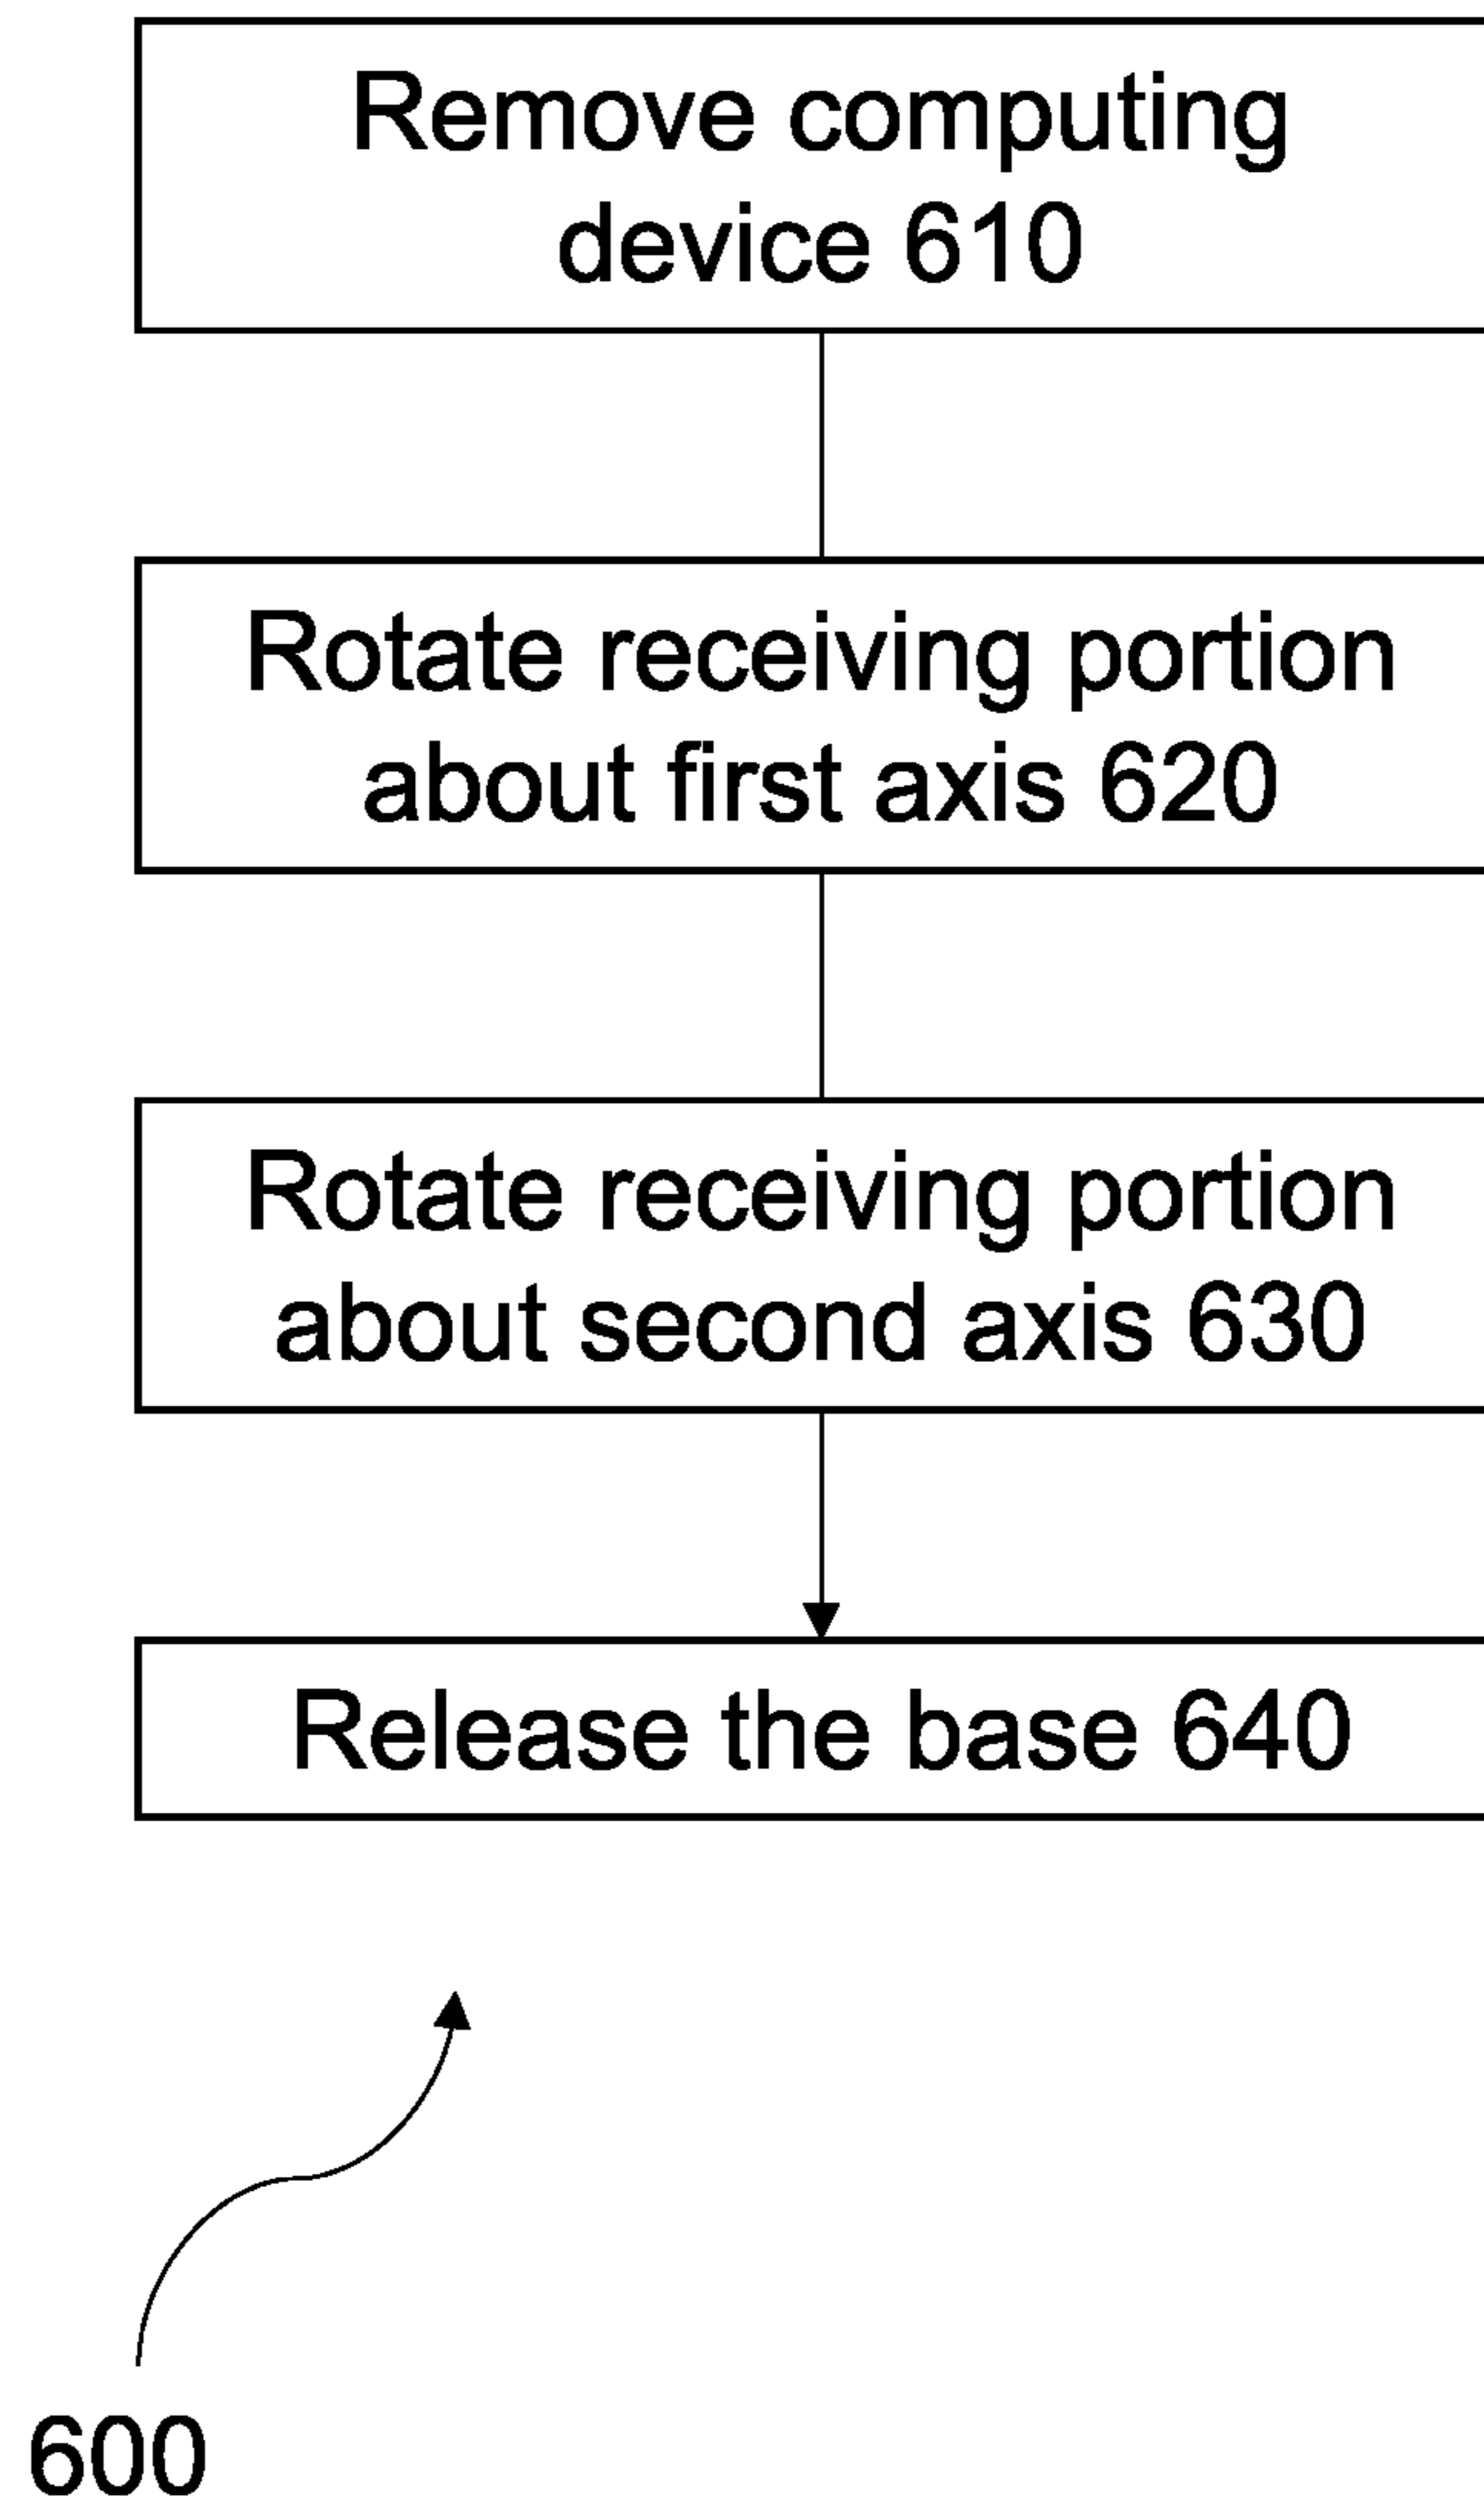 Remove computing
device 610
Rotate receiving portion
about first axis 620
Rotate receiving portion
about second axis 630
Release the base 640
600